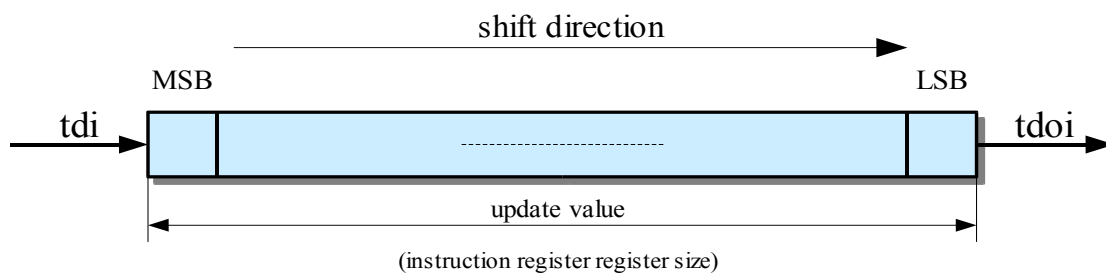 shift direction
MSB
LSB
tdi
tdoi
update value
(instruction register register size)